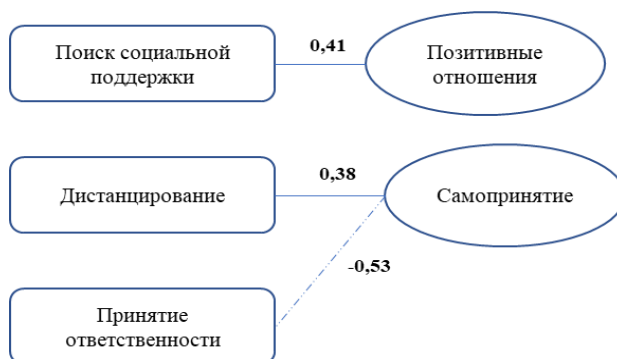 Поиск социальной
поддержки
0,41
Позитивные
отношения
Дистанцирование
0,38
Самопринятие
-0,53
Принятие
ответственности